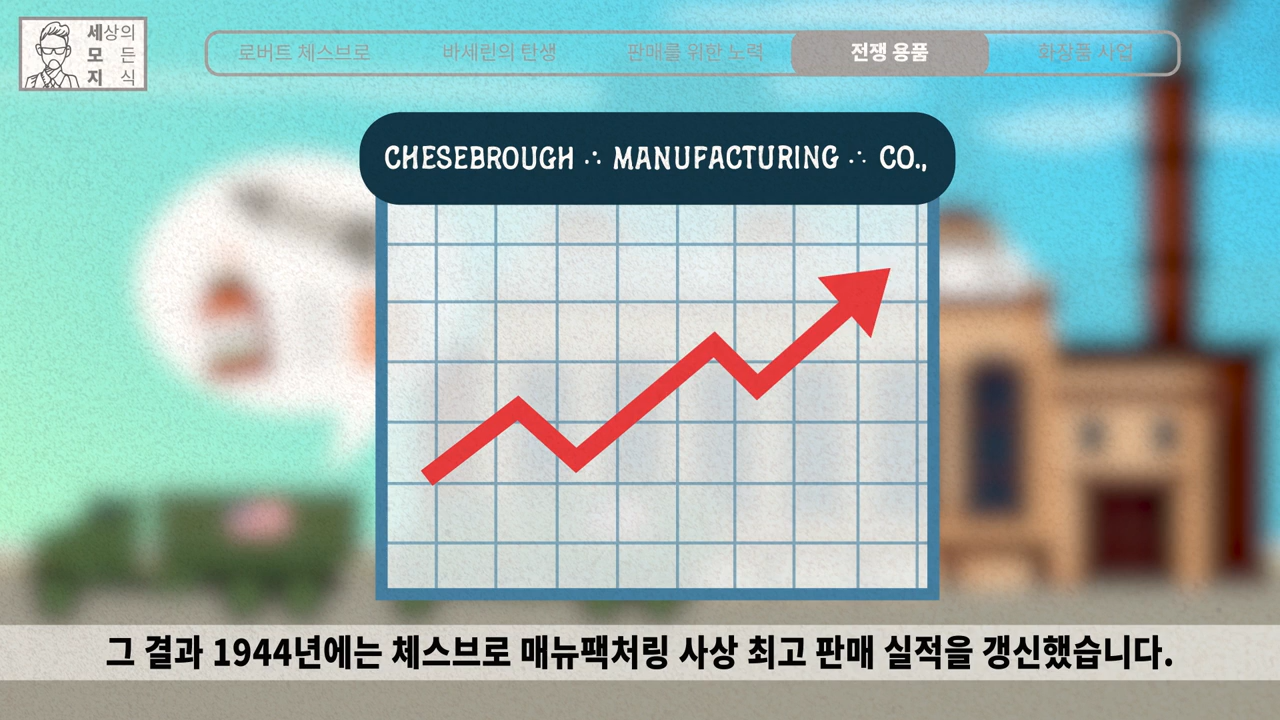 세상의
모든
지식
로버트 체스브로
바세린의 탄생
판매를 위한 노력
전쟁 용품
화장품 사업
CHESEBROUGH ∴ MANUFACTURING ∴ CO.,
그 결과 1944년에는 체스브로 매뉴팩처링 사상 최고 판매 실적을 갱신했습니다.